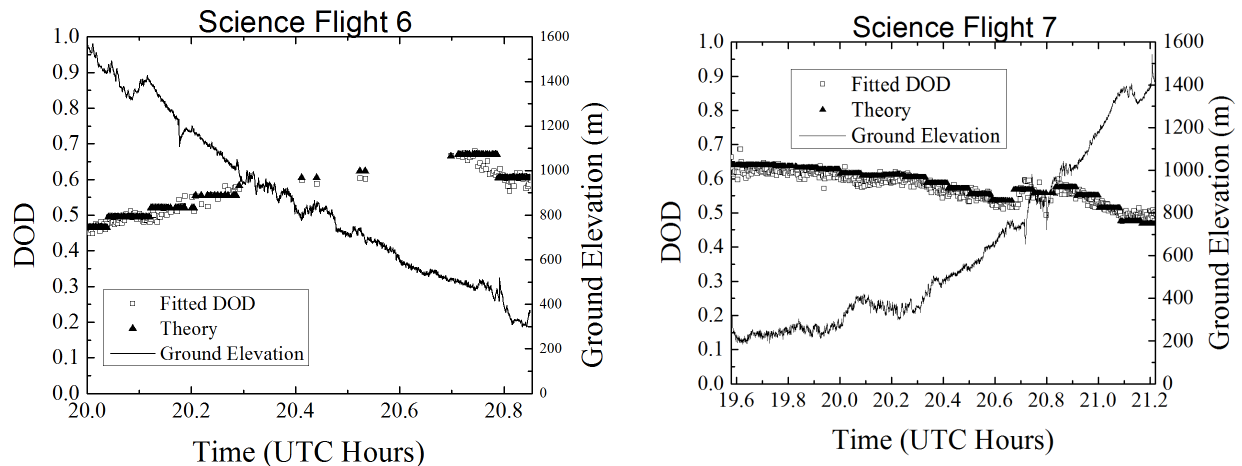 Science Flight 6
1.0
0.9
0.8
0.7
0.6
0.5
0.4
0.3
0.2
0.1
0.0
DOD
Fitted DOD
Theory
Ground Elevation
1600
1400
1200
1000
800
600
400
200
0
Ground Elevation (m)
20.0 20.2 20.4 20.6 20.8
Time (UTC Hours)
Science Flight 7
1.0
0.9
0.8
0.7
0.6
0.5
0.4
0.3
0.2
0.1
0.0
DOD
Fitted DOD
Theory
Ground Elevation
1600
1400
1200
1000
800
600
400
200
0
Ground Elevation (m)
19.6 19.8 20.0 20.2 20.4 20.6 20.8 21.0 21.2
Time (UTC Hours)